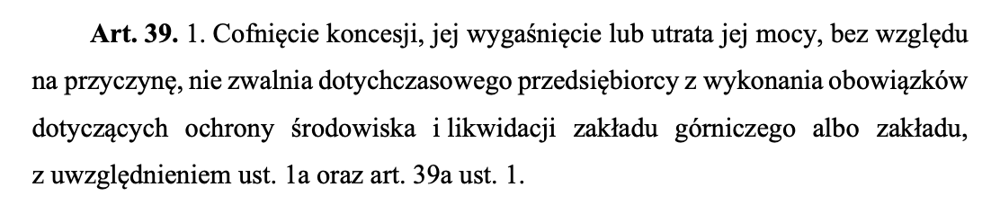 Art. 39. 1. Cofnięcie koncesji, jej wygaśnięcie lub utrata jej mocy, bez względu
na przyczynę, nie zwalnia dotychczasowego przedsiębiorcy z wykonania obowiązków
dotyczących ochrony środowiska i likwidacji zakładu górniczego albo zakładu,
z uwzględnieniem ust. 1a oraz art. 39a ust. 1.